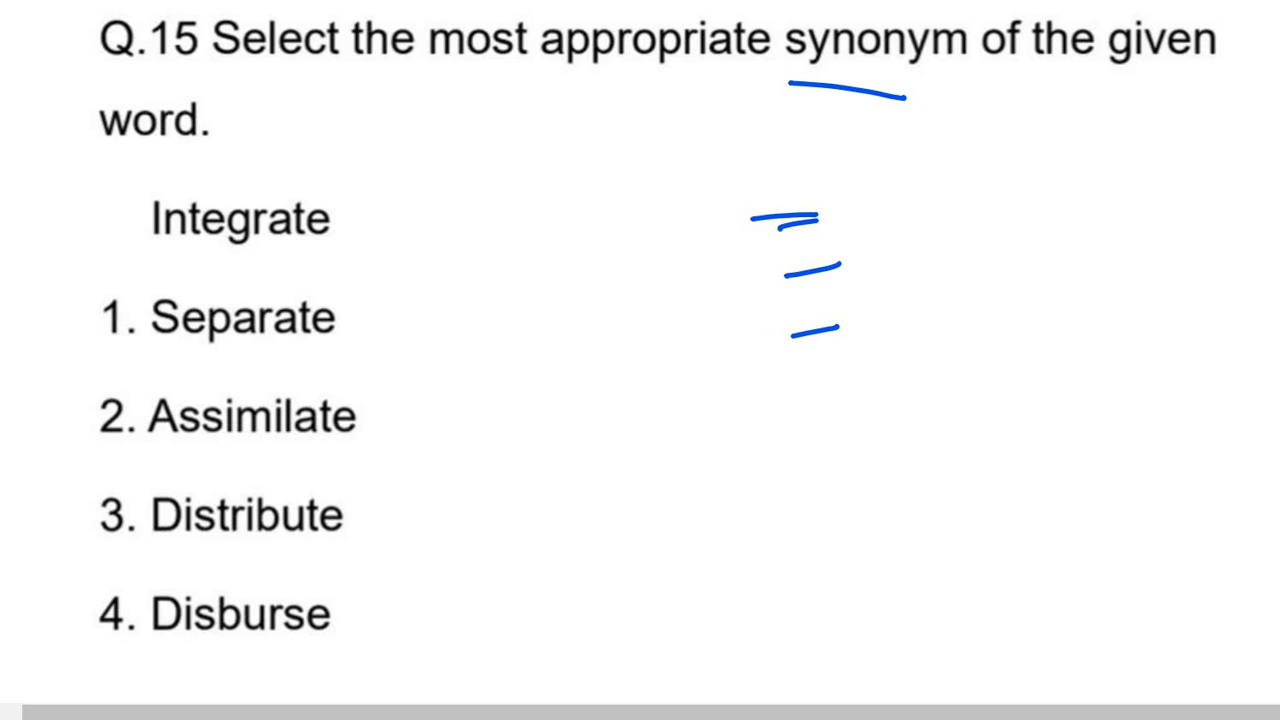 Q.15 Select the most appropriate synonym of the given
word.
Integrate
1. Separate
2. Assimilate
3. Distribute
4. Disburse